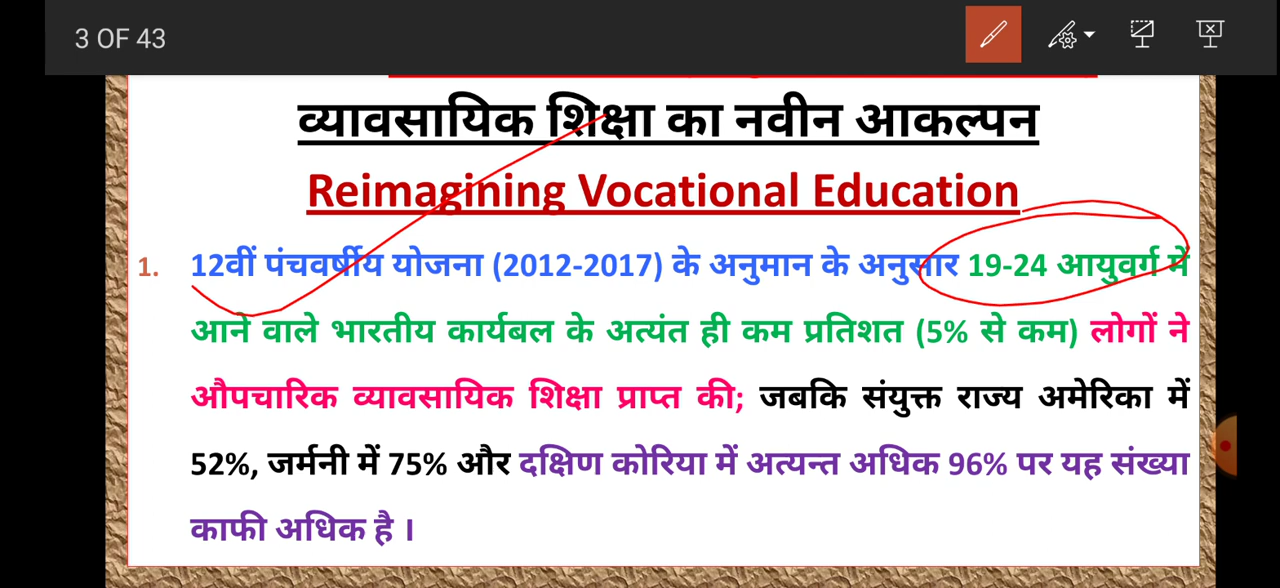 3 OF 43
व्यावसायिक शिक्षा का नवीन आकल्पन
Reimagining Vocational Education
1. 12वीं पंचवर्षीय योजना (2012-2017) के अनुमान के अनुसार 19-24 आयुवर्ग में
आने वाले भारतीय कार्यबल के अत्यंत ही कम प्रतिशत (5% से कम) लोगों ने
औपचारिक व्यावसायिक शिक्षा प्राप्त की; जबकि संयुक्त राज्य अमेरिका में
52%, जर्मनी में 75% और दक्षिण कोरिया में अत्यन्त अधिक 96% पर यह संख्या
काफी अधिक है ।